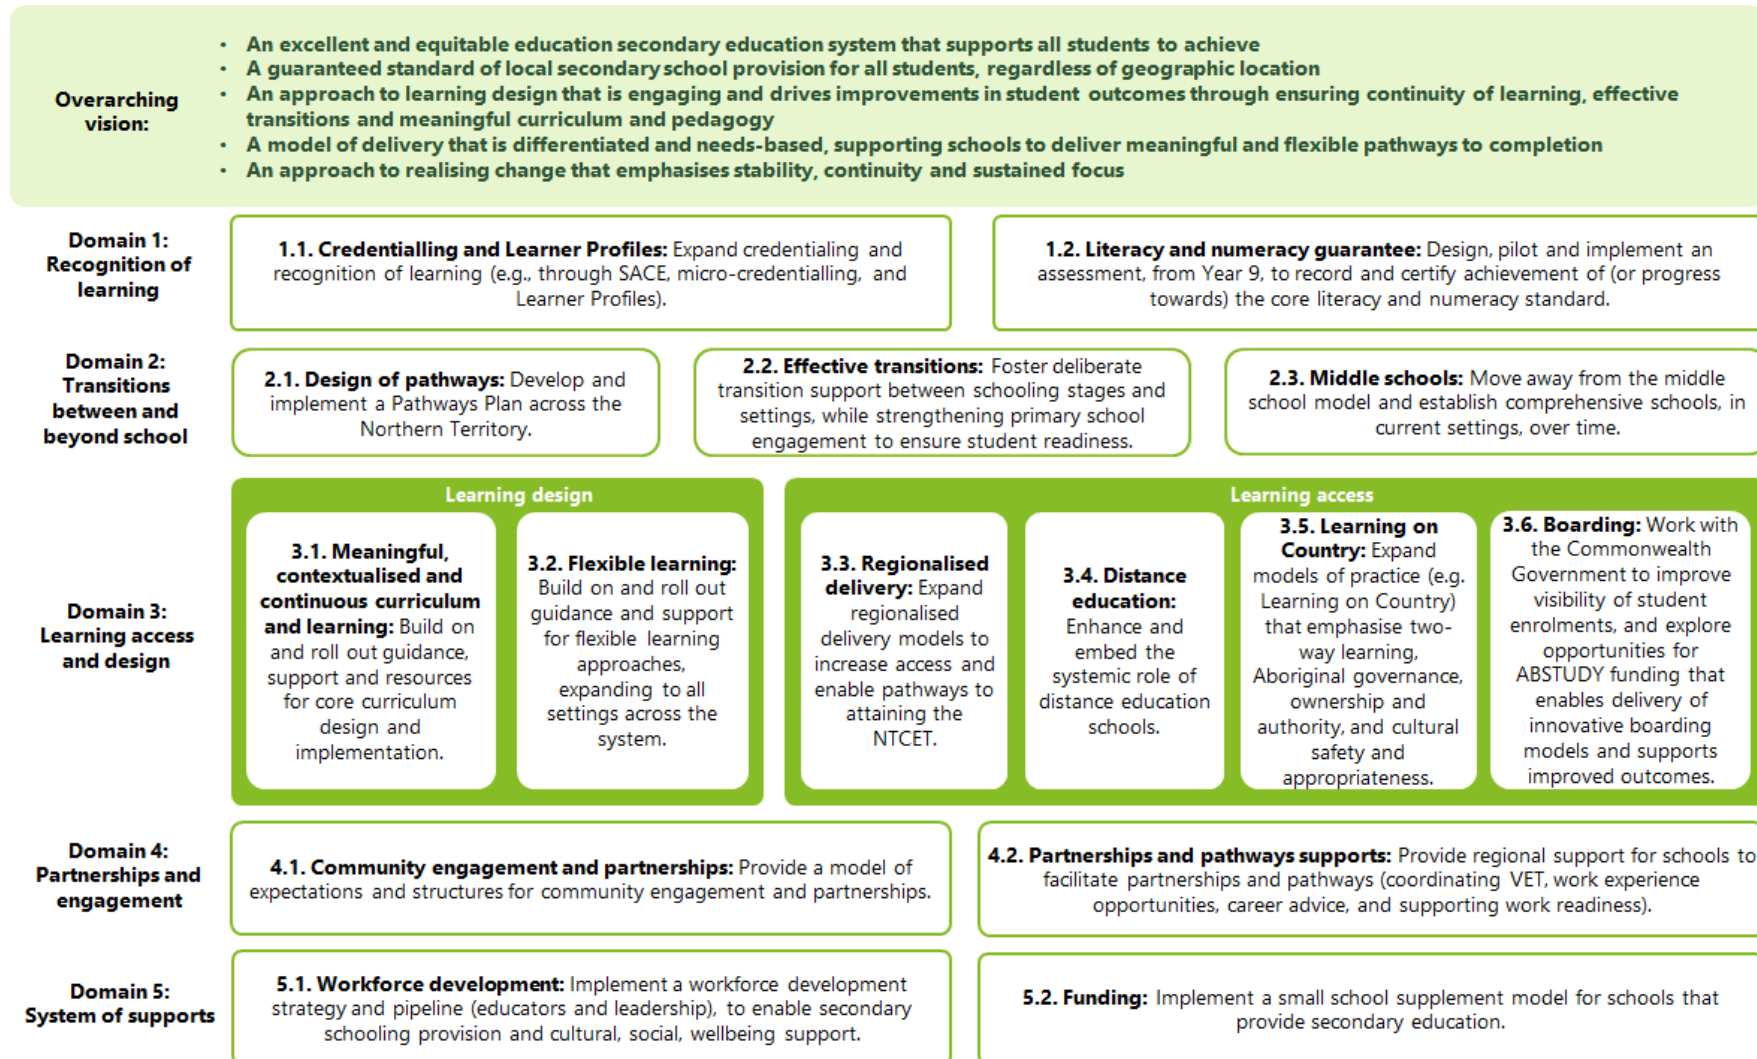 Overarching vision:
• An excellent and equitable education secondary education system that supports all students to achieve
• A guaranteed standard of local secondary school provision for all students, regardless of geographic location
• An approach to learning design that is engaging and drives improvements in student outcomes through ensuring continuity of learning, effective
transitions and meaningful curriculum and pedagogy
• A model of delivery that is differentiated and needs-based, supporting schools to deliver meaningful and flexible pathways to completion
• An approach to realising change that emphasises stability, continuity and sustained focus
Domain 1:
Recognition of
learning
1.1. Credentialling and Learner Profiles: Expand credentialing and
recognition of learning (e.g., through SACE, micro-credentialling, and
Learner Profiles).
1.2. Literacy and numeracy guarantee: Design, pilot and implement an
assessment, from Year 9, to record and certify achievement of (or progress
towards) the core literacy and numeracy standard.
Domain 2:
Transitions
between and
beyond school
2.1. Design of pathways: Develop and
implement a Pathways Plan across the
Northern Territory.
2.2. Effective transitions: Foster deliberate
transition support between schooling stages and
settings, while strengthening primary school
engagement to ensure student readiness.
2.3. Middle schools: Move away from the middle
school model and establish comprehensive schools, in
current settings, over time.
Domain 3:
Learning access
and design
Learning design
3.1. Meaningful,
contextualised and
continuous curriculum
and learning: Build on
and roll out guidance,
support and resources
for core curriculum
design and
implementation.
3.2. Flexible learning:
Build on and roll out
guidance and support
for flexible learning
approaches,
expanding to all
settings across the
system.
Learning access
3.3. Regionalised
delivery: Expand
regionalised
delivery models to
increase access and
enable pathways to
attaining the
NTCET.
3.4. Distance
education:
Enhance and
embed the
systemic role of
distance education
schools.
3.5. Learning on
Country: Expand
models of practice (e.g.
Learning on Country)
that emphasise two-
way learning,
Aboriginal governance,
ownership and
authority, and cultural
safety and
appropriateness.
3.6. Boarding: Work with
the Commonwealth
Government to improve
visibility of student
enrolments, and explore
opportunities for
ABSTUDY funding that
enables delivery of
innovative boarding
models and supports
improved outcomes.
Domain 4:
Partnerships and
engagement
4.1. Community engagement and partnerships: Provide a model of
expectations and structures for community engagement and partnerships.
4.2. Partnerships and pathways supports: Provide regional support for schools to
facilitate partnerships and pathways (coordinating VET, work experience
opportunities, career advice, and supporting work readiness).
Domain 5:
System of supports
5.1. Workforce development: Implement a workforce development
strategy and pipeline (educators and leadership), to enable secondary
schooling provision and cultural, social, wellbeing support.
5.2. Funding: Implement a small school supplement model for schools that
provide secondary education.